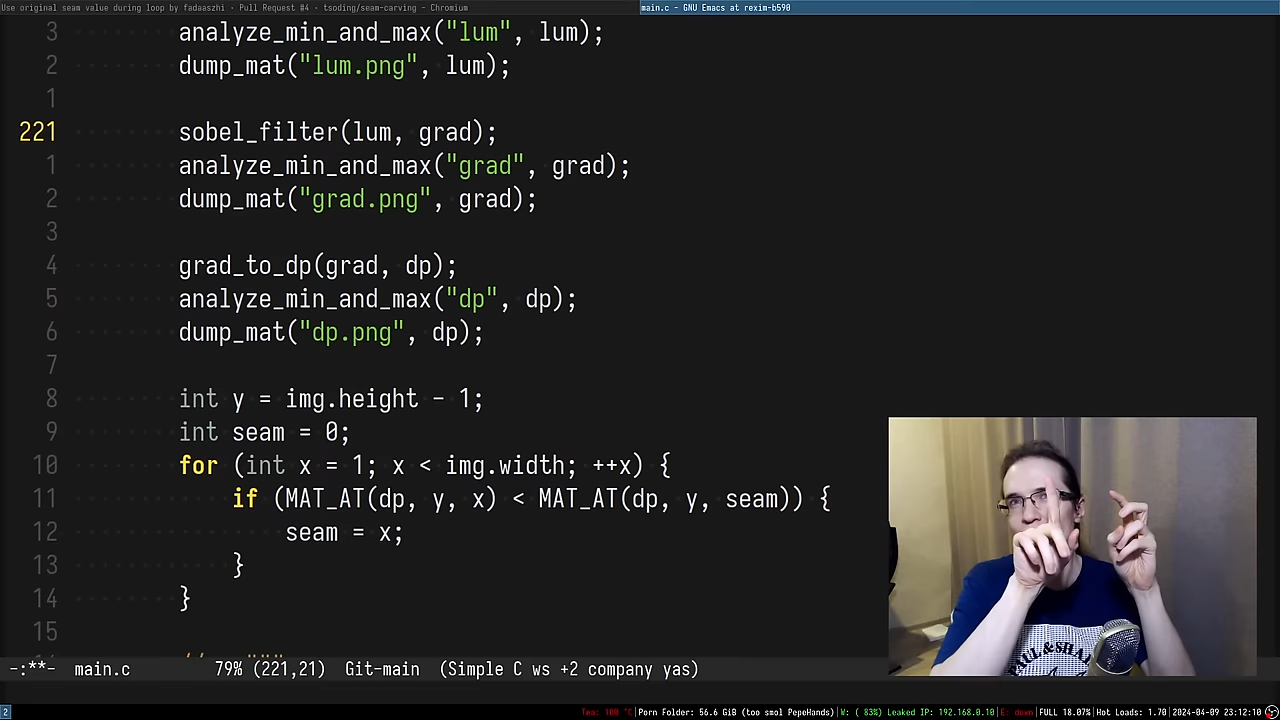 Use original seam value during loop by fadaaszhi · Pull Request #4 · tsoding/seam-carving - Chromium
main.c - GNU Emacs at rexim-b590
3 analyze_min_and_max("lum", lum);
2 dump_mat("lum.png", lum);
1
221 sobel_filter(lum, grad);
1 analyze_min_and_max("grad", grad);
2 dump_mat("grad.png", grad);
3
4 grad_to_dp(grad, dp);
5 analyze_min_and_max("dp", dp);
6 dump_mat("dp.png", dp);
7
8 int y = img.height - 1;
9 int seam = 0;
10 for (int x = 1; x < img.width; ++x) {
11 if (MAT_AT(dp, y, x) < MAT_AT(dp, y, seam)) {
12 seam = x;
13 }
14 }
15
-:**- main.c 79% (221,21) Git-main (Simple C ws +2 company yas)
2 Tea: 100 °C|Porn Folder: 56.6 GiB (too smol PepeHands)|W: ( 83%) Leaked IP: 192.168.0.10|E: down|FULL 18.07%|Hot Loads: 1.70|2024-04-09 23:12:10